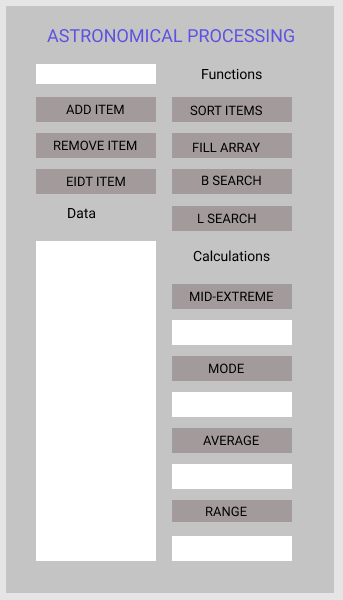 ASTRONOMICAL PROCESSING
Functions
ADD ITEM
SORT ITEMS
REMOVE ITEM
FILL ARRAY
EIDT ITEM
B SEARCH
Data
L SEARCH
Calculations
MID-EXTREME
MODE
AVERAGE
RANGE